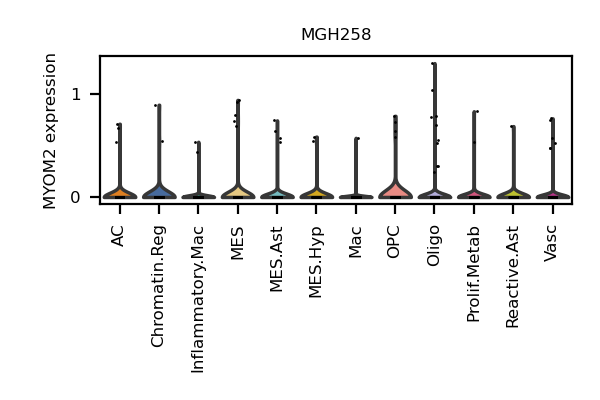 MGH258
MYOM2 expression
1
0
AC
Chromatin.Reg
Inflammatory.Mac
MES
MES.Ast
MES.Hyp
Mac
OPC
Oligo
Prolif.Metab
Reactive.Ast
Vasc